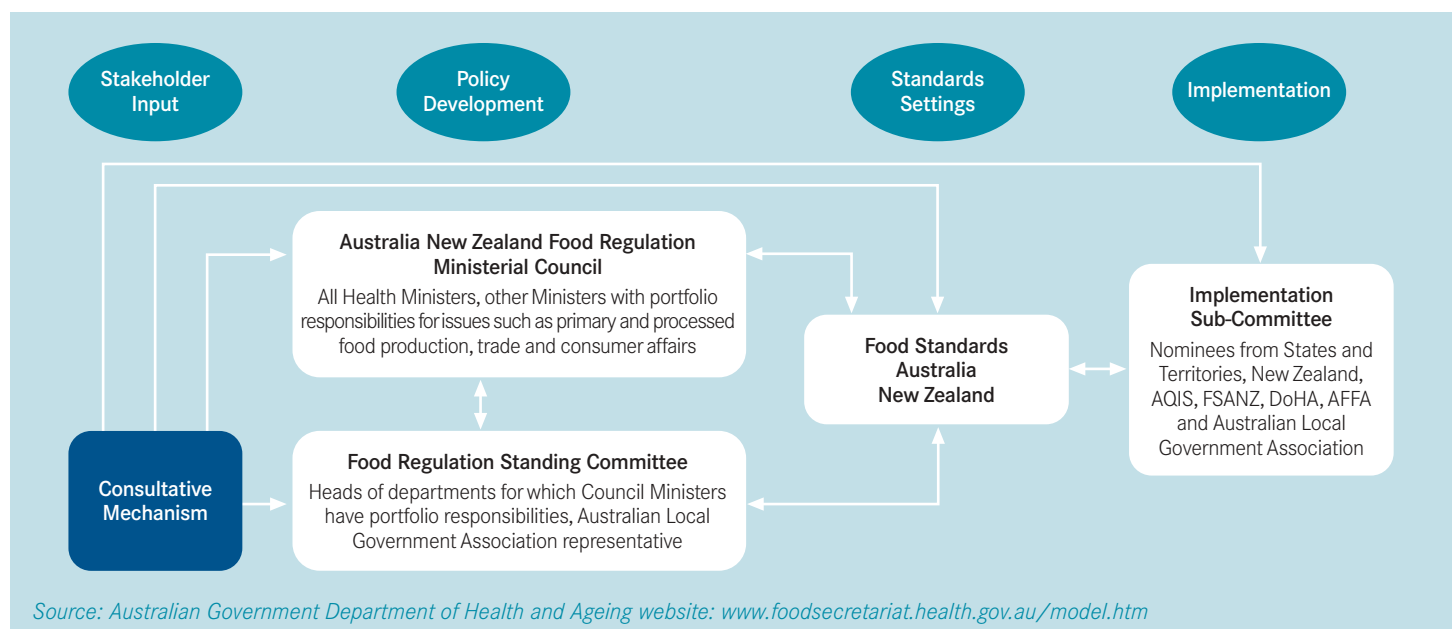 Stakeholder
Input
Policy
Development
Standards
Settings
Implementation
Australia New Zealand Food Regulation
Ministerial Council
All Health Ministers, other Ministers with portfolio
responsibilities for issues such as primary and processed
food production, trade and consumer affairs
Food Standards
Australia
New Zealand
Implementation
Sub-Committee
Nominees from States and
Territories, New Zealand,
AQIS, FSANZ, DoHA, AFFA
and Australian Local
Government Association
Consultative
Mechanism
Food Regulation Standing Committee
Heads of departments for which Council Ministers
have portfolio responsibilities, Australian Local
Government Association representative
Source: Australian Government Department of Health and Ageing website: www.foodsecretariat.health.gov.au/model.htm